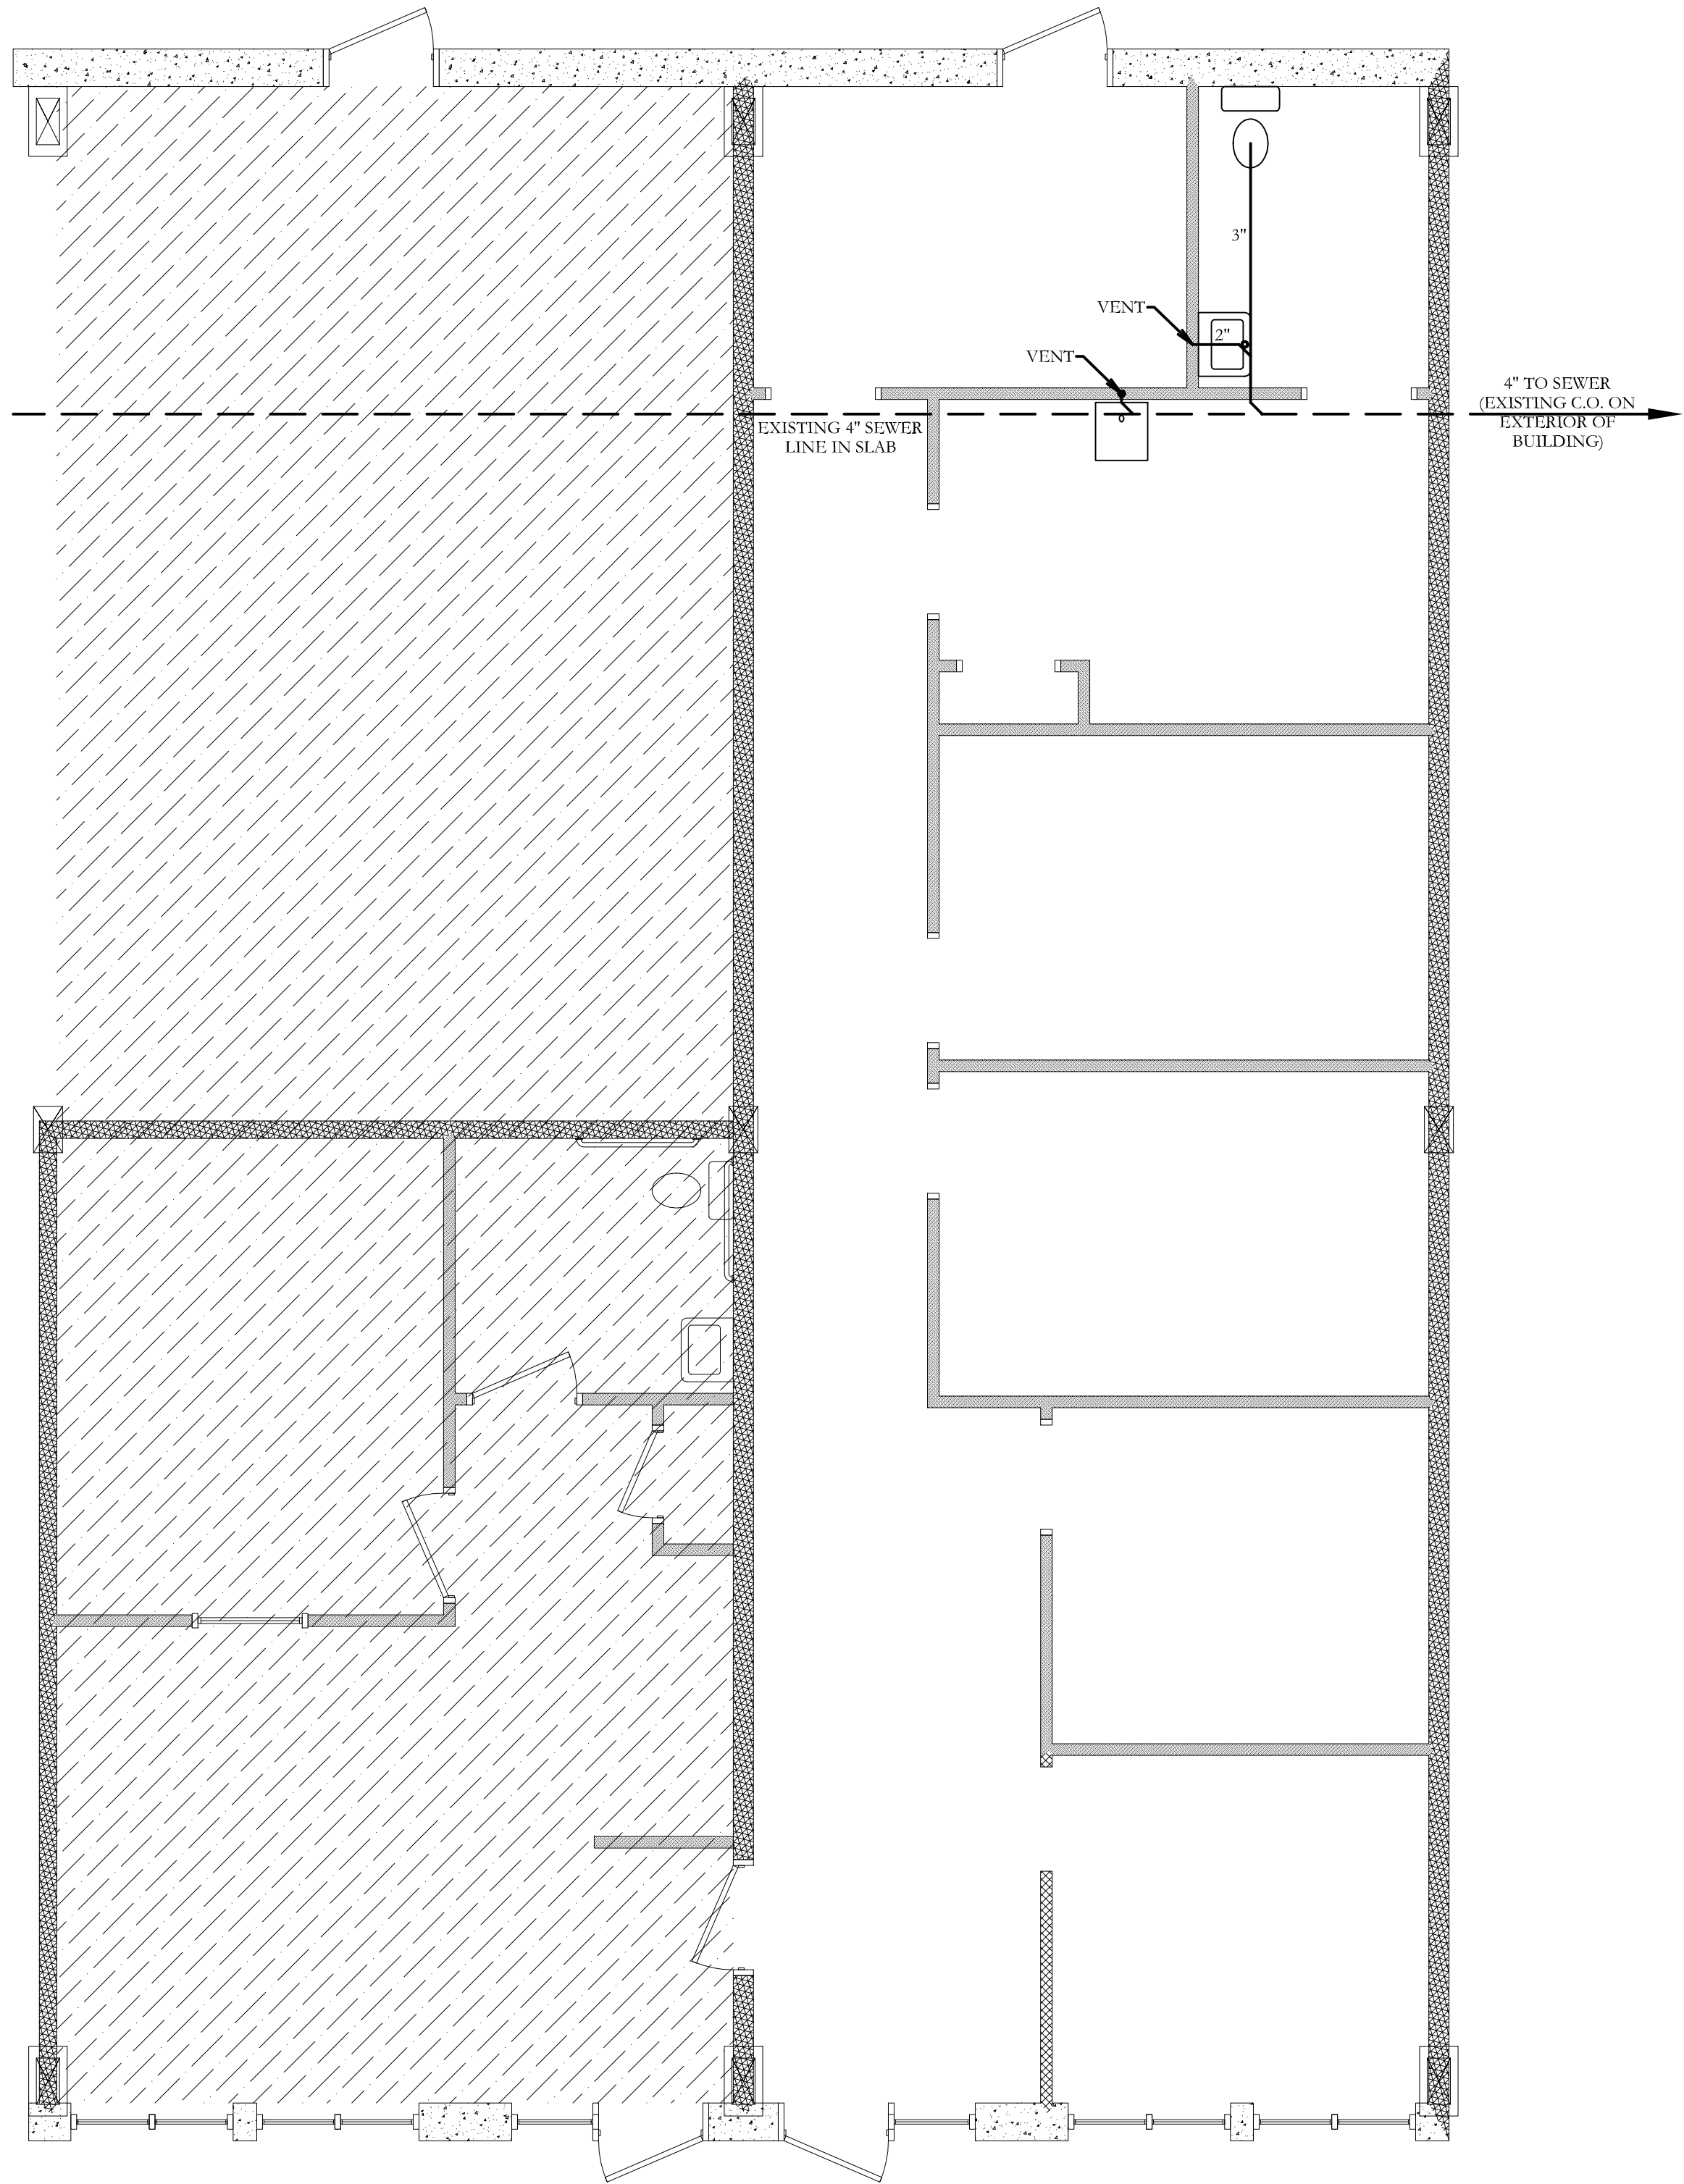 3"
VENT
2"
VENT
4" TO SEWER
(EXISTING C.O. ON
EXTERIOR OF
BUILDING)
EXISTING 4" SEWER
LINE IN SLAB